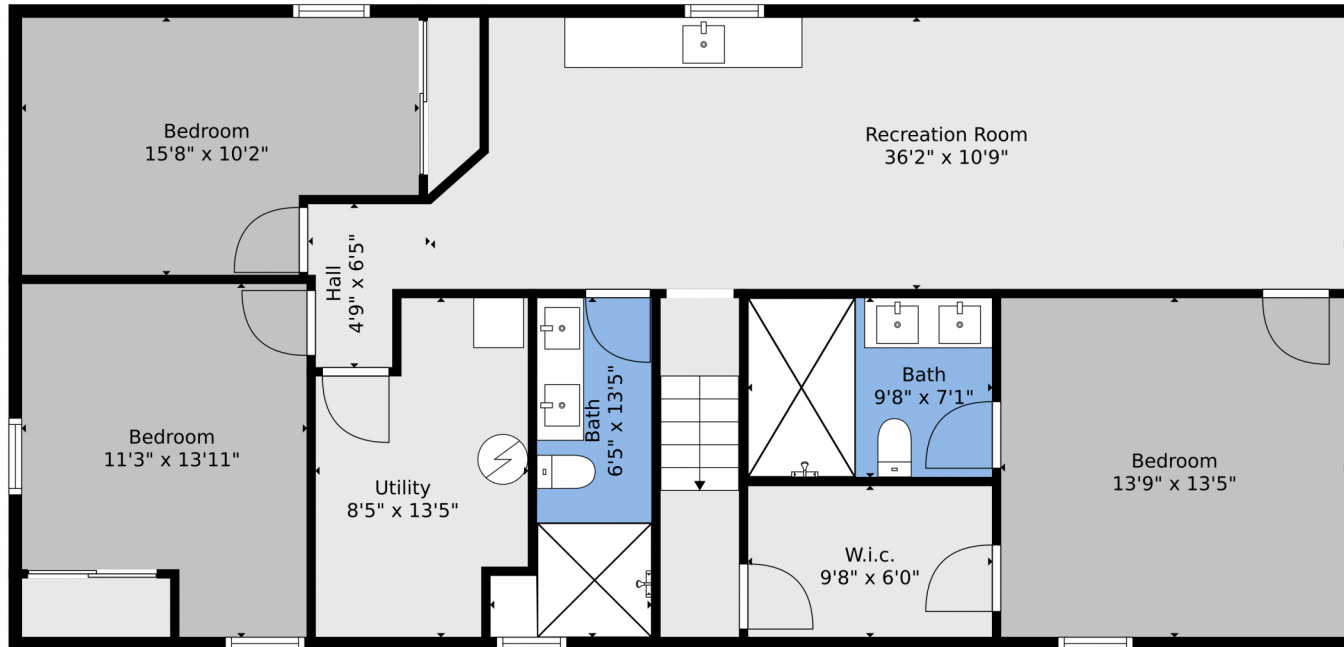 Bedroom
15'8" x 10'2"
Recreation Room
36'2" x 10'9"
Hall
4'9" x 6'5"
Bedroom
11'3" x 13'11"
Utility
8'5" x 13'5"
Bath
6'5" x 13'5"
Bath
9'8" x 7'1"
W.i.c.
9'8" x 6'0"
Bedroom
13'9" x 13'5"